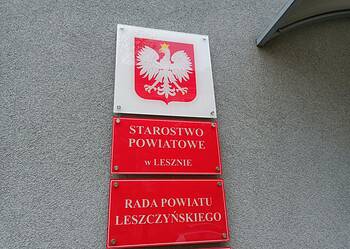 STAROSTWO
POWIATOWE
w LESZNIE
RADA POWIATU
LESZCZYŃSKIEGO